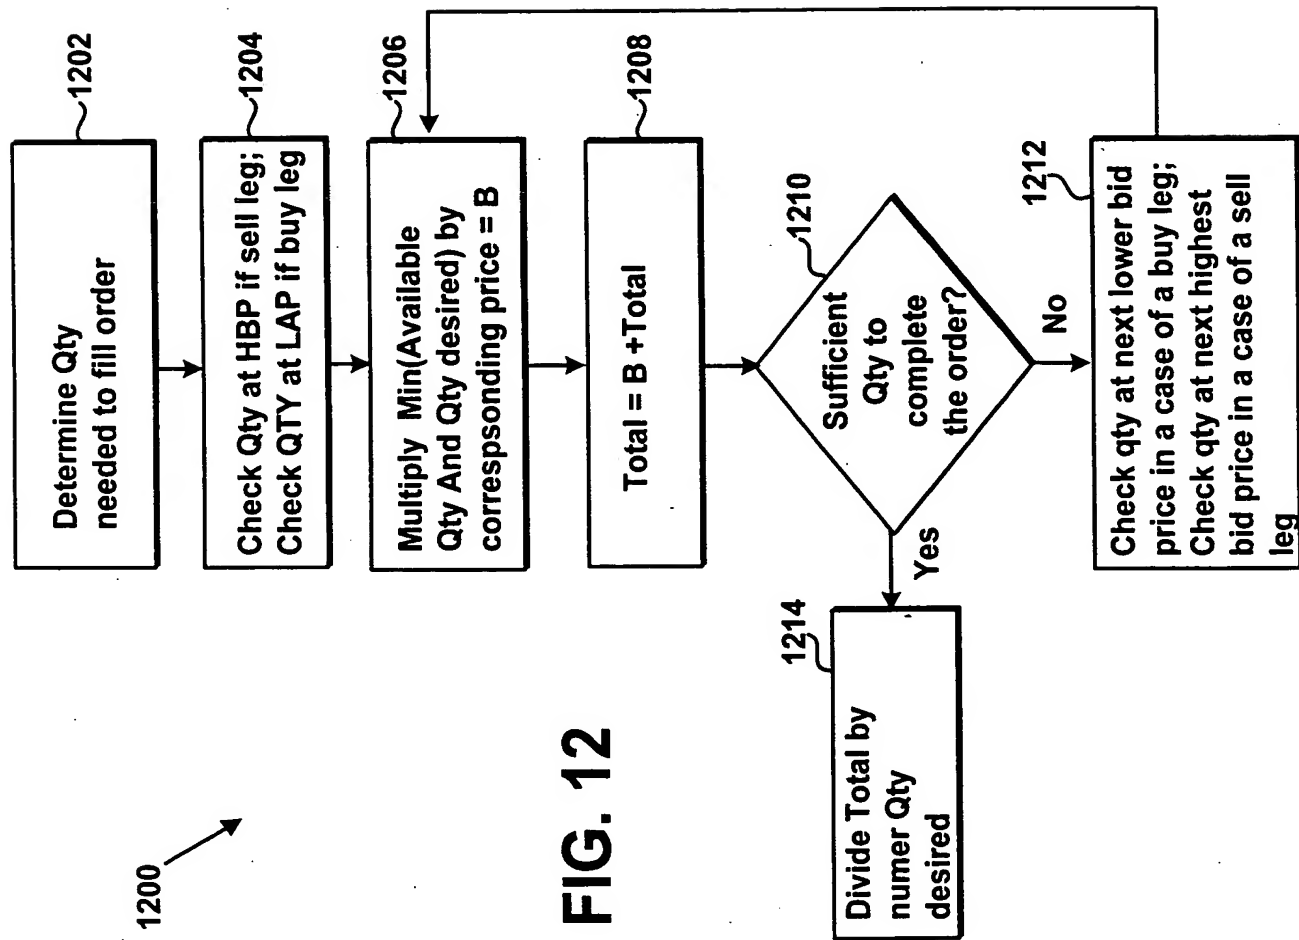 1200
1202
Determine Qty
needed to fill order
1204
Check Qty at HBP if sell leg;
Check QTY at LAP if buy leg
1206
Multiply Min(Available
Qty And Qty desired) by
correspsonding price = B
1208
Total = B +Total
1210
Sufficient
Qty to
complete
the order?
Yes
No
1212
Check qty at next lower bid
price in a case of a buy leg;
Check qty at next highest
bid price in a case of a sell
leg
1214
Divide Total by
numer Qty
desired
FIG. 12